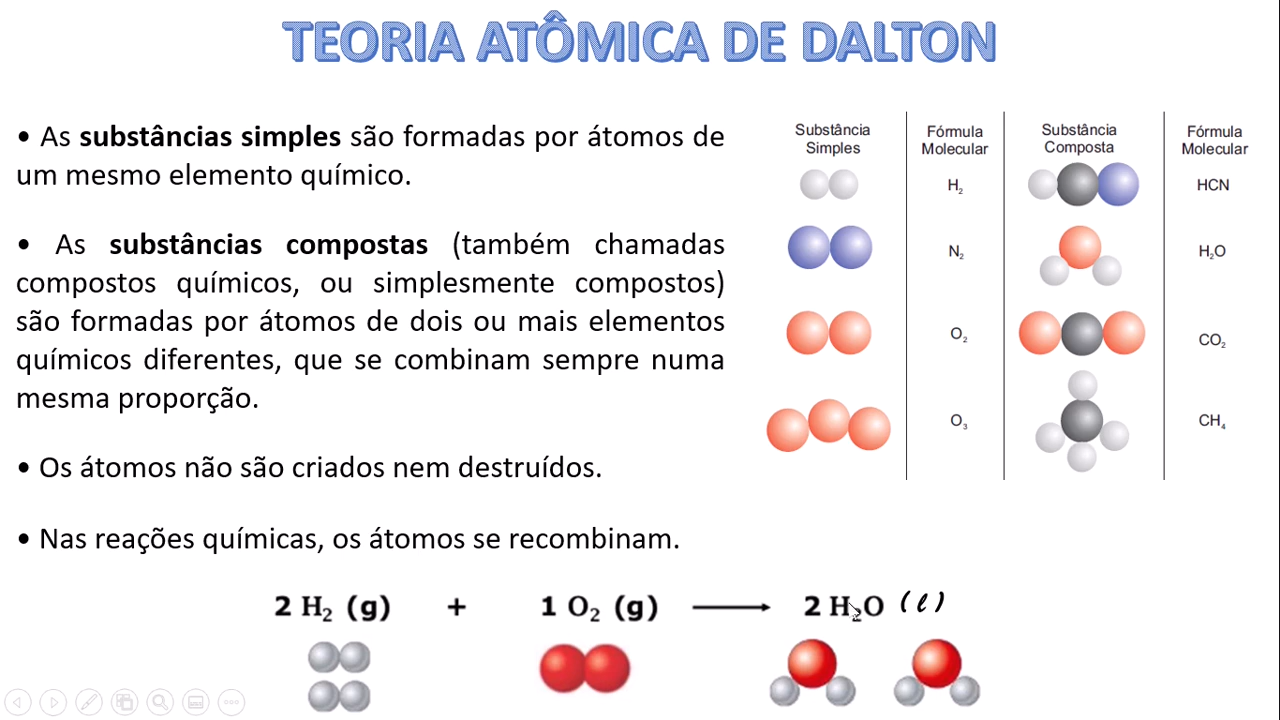 TEORIA ATÔMICA DE DALTON
• As substâncias simples são formadas por átomos de
um mesmo elemento químico.
• As substâncias compostas (também chamadas
compostos químicos, ou simplesmente compostos)
são formadas por átomos de dois ou mais elementos
químicos diferentes, que se combinam sempre numa
mesma proporção.
• Os átomos não são criados nem destruídos.
• Nas reações químicas, os átomos se recombinam.
Substância Simples
Fórmula Molecular
Substância Composta
Fórmula Molecular
H₂
HCN
N₂
H₂O
O₂
CO₂
O₃
CH₄
2 H₂ (g) + 1 O₂ (g) → 2 H₂O (l)